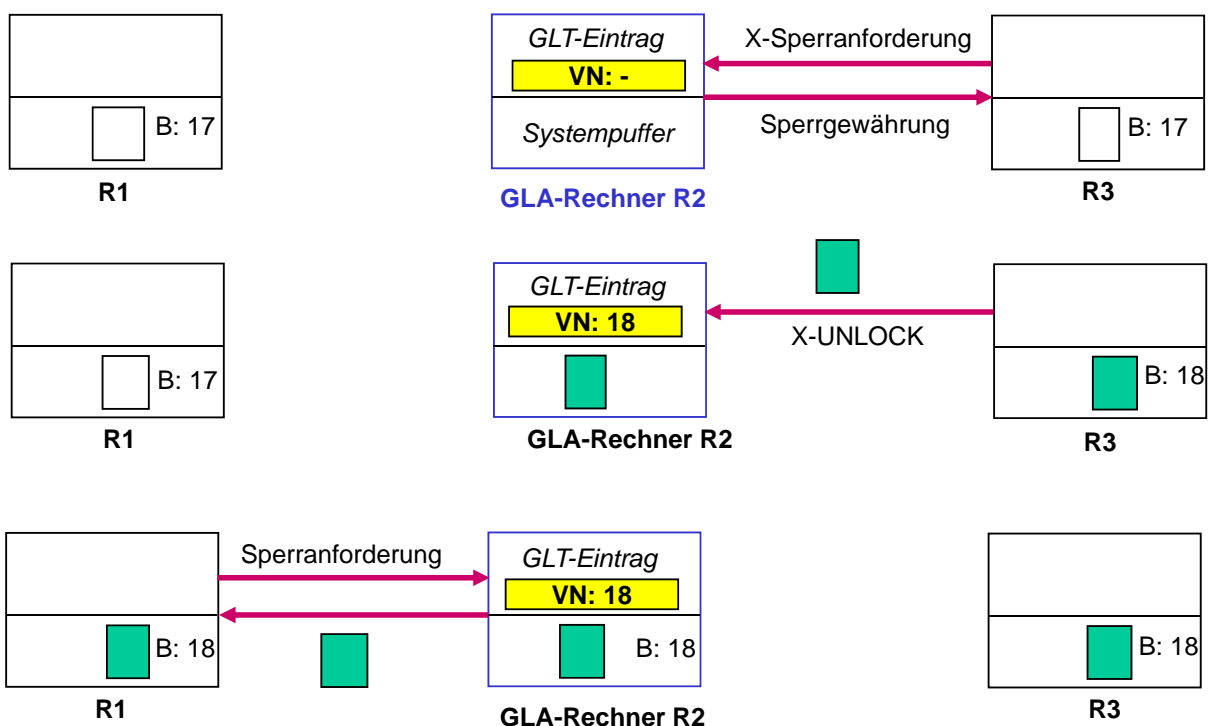 GLT-Eintrag
X-Sperranforderung
VN: -
B: 17
Systempuffer
Sperrgewährung
B: 17
R1
GLA-Rechner R2
R3
GLT-Eintrag
VN: 18
X-UNLOCK
B: 17
B: 18
R1
GLA-Rechner R2
R3
Sperranforderung
GLT-Eintrag
VN: 18
B: 18
B: 18
B: 18
R1
GLA-Rechner R2
R3